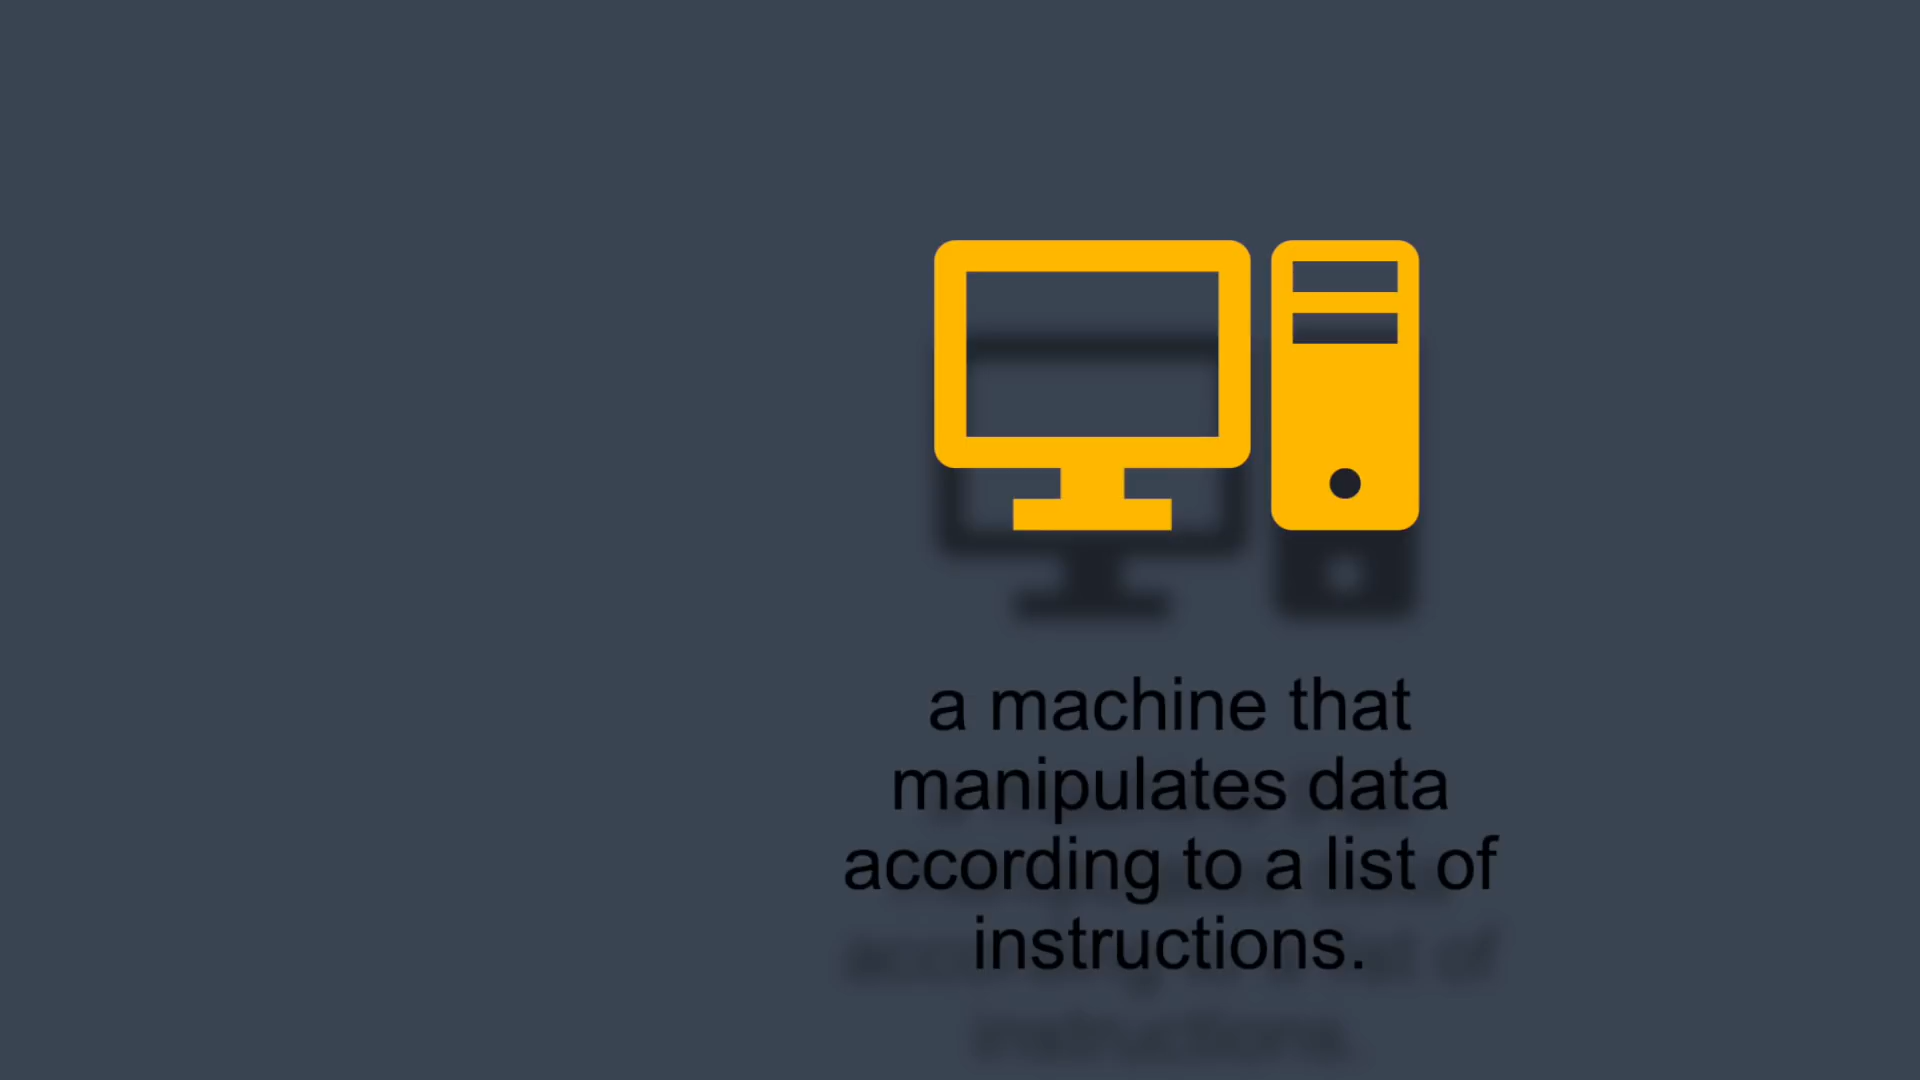 a machine that
manipulates data
according to a list of
instructions.